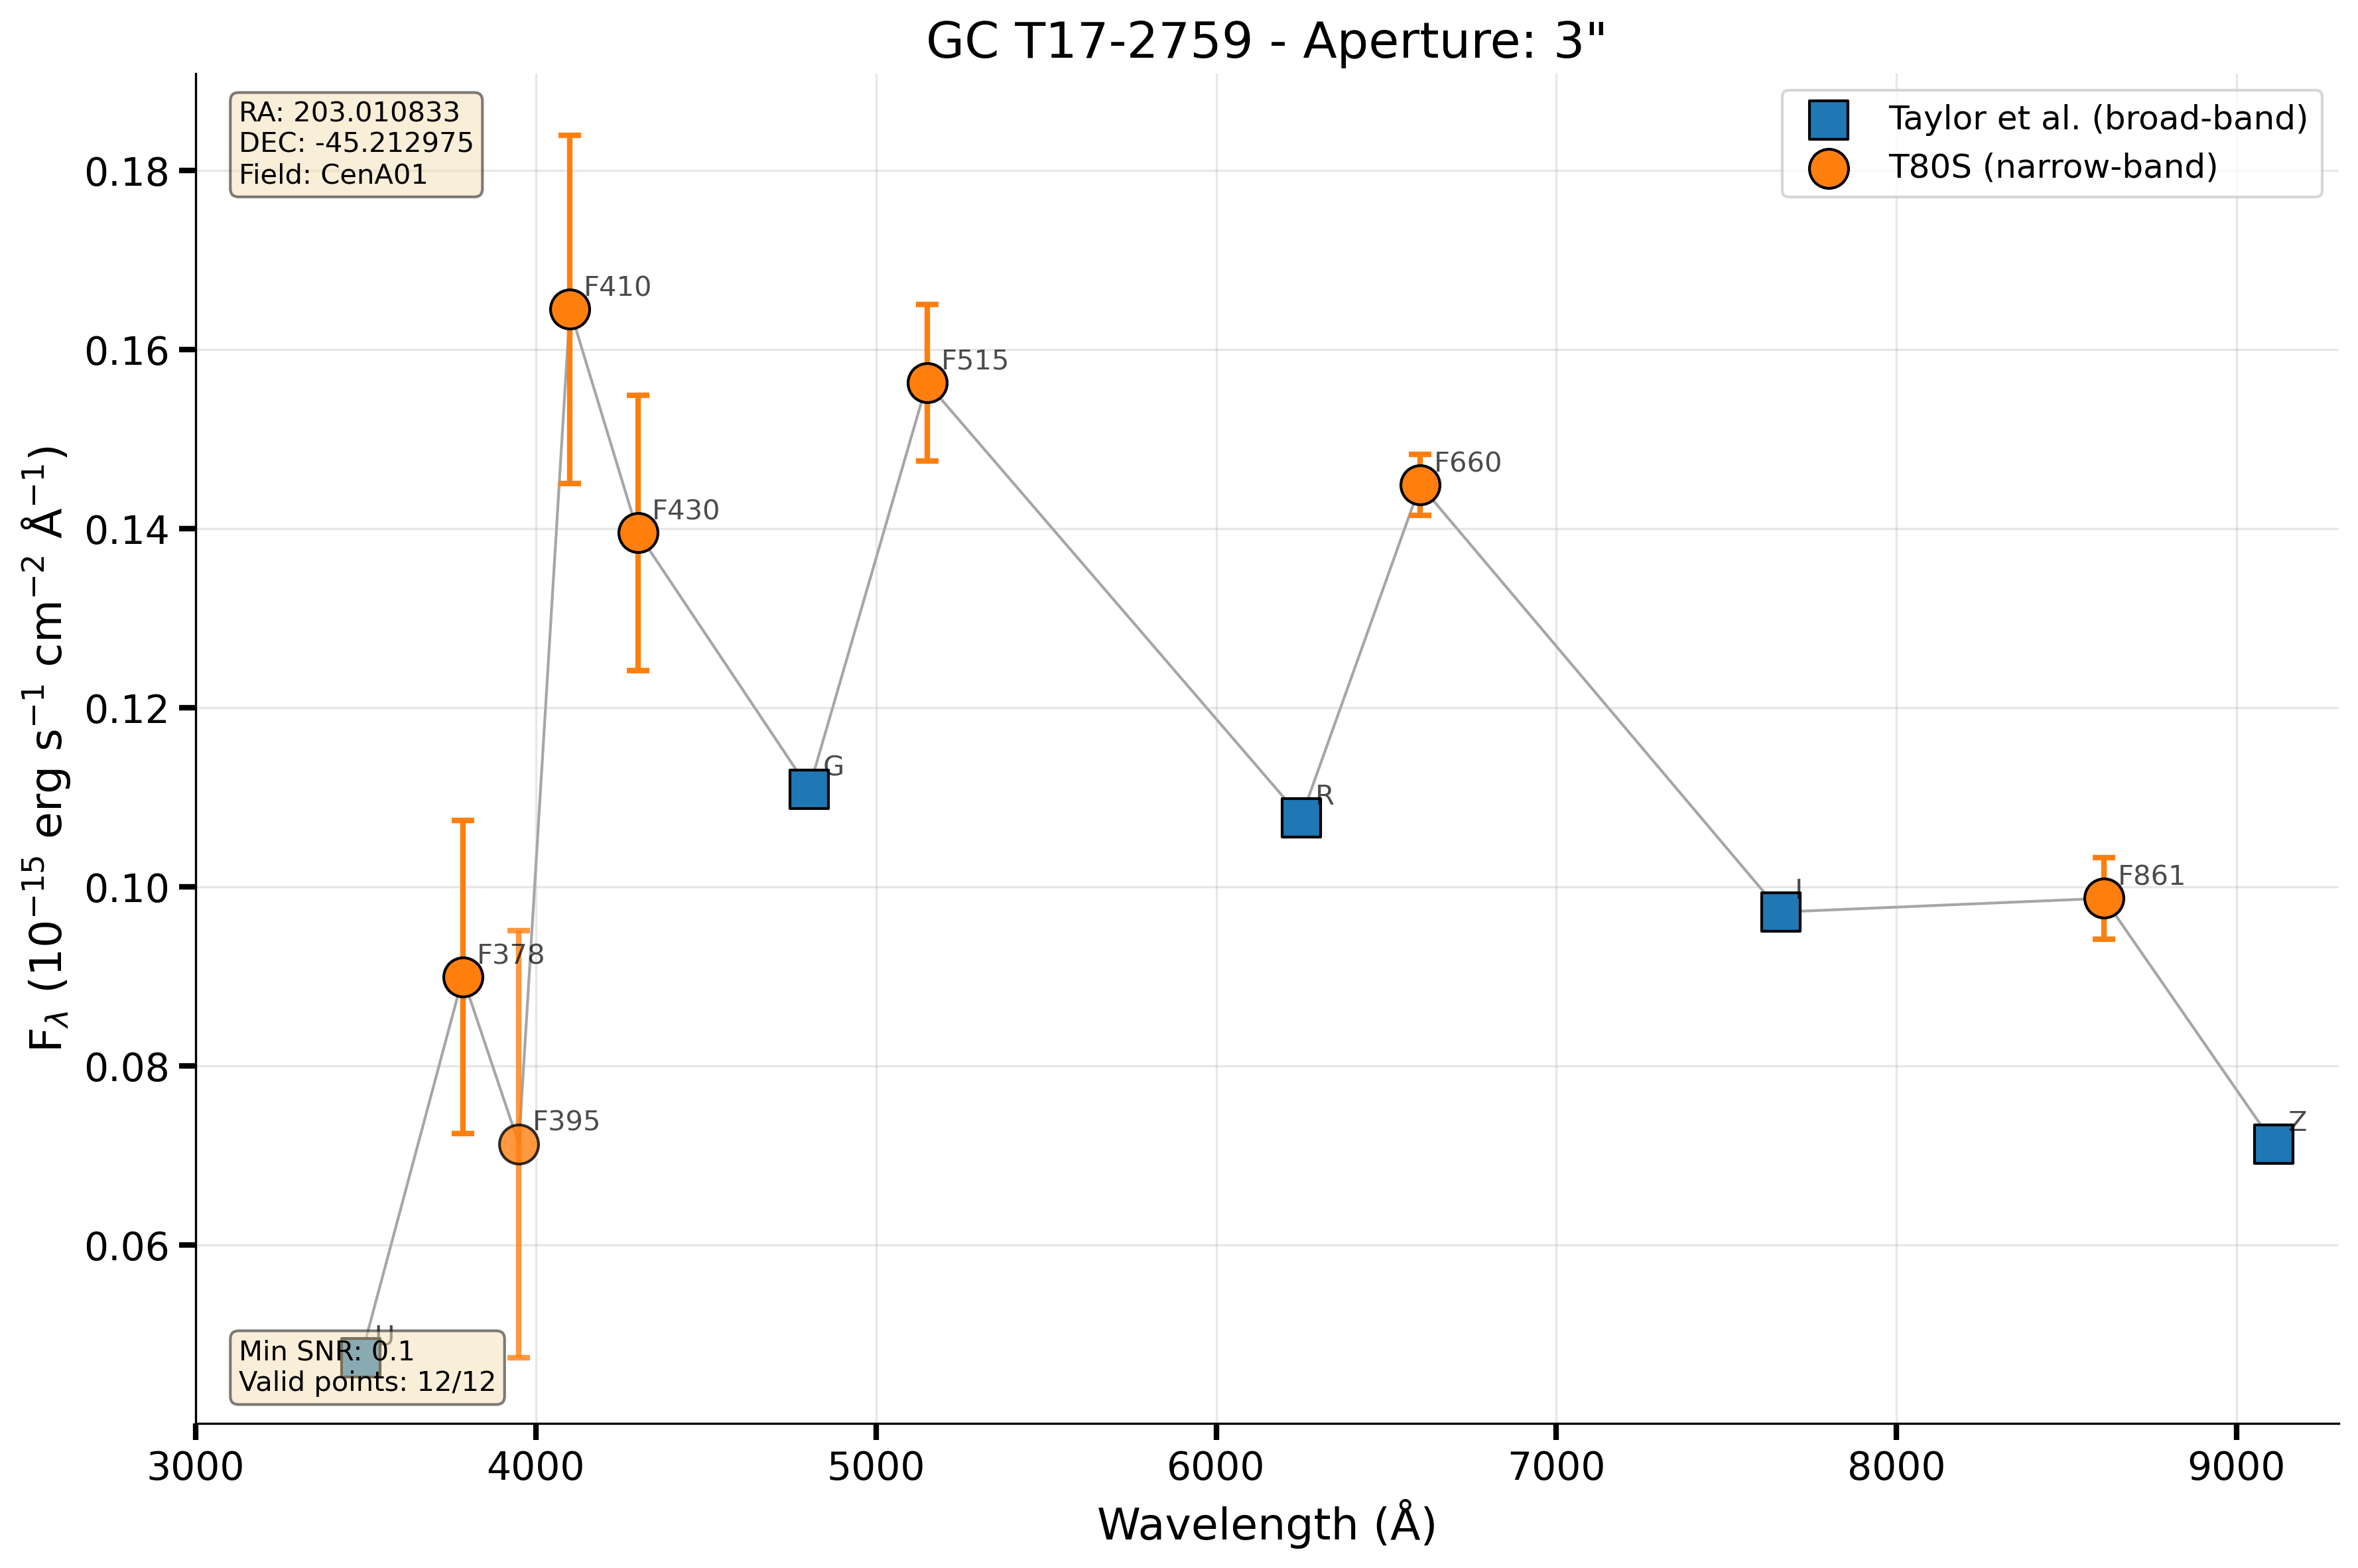 GC T17-2759 - Aperture: 3"
RA: 203.010833
DEC: -45.212975
Field: CenA01
Taylor et al. (broad-band)
T80S (narrow-band)
F410
F515
F430
F660
G
R
I
F861
F378
F395
Z
U
Min SNR: 0.1
Valid points: 12/12
0.18
0.16
0.14
0.12
0.10
0.08
0.06
F$_{λ}$ (10$^{−15}$ erg s$^{−1}$ cm$^{−2}$ Å$^{−1}$)
3000 4000 5000 6000 7000 8000 9000
Wavelength (Å)